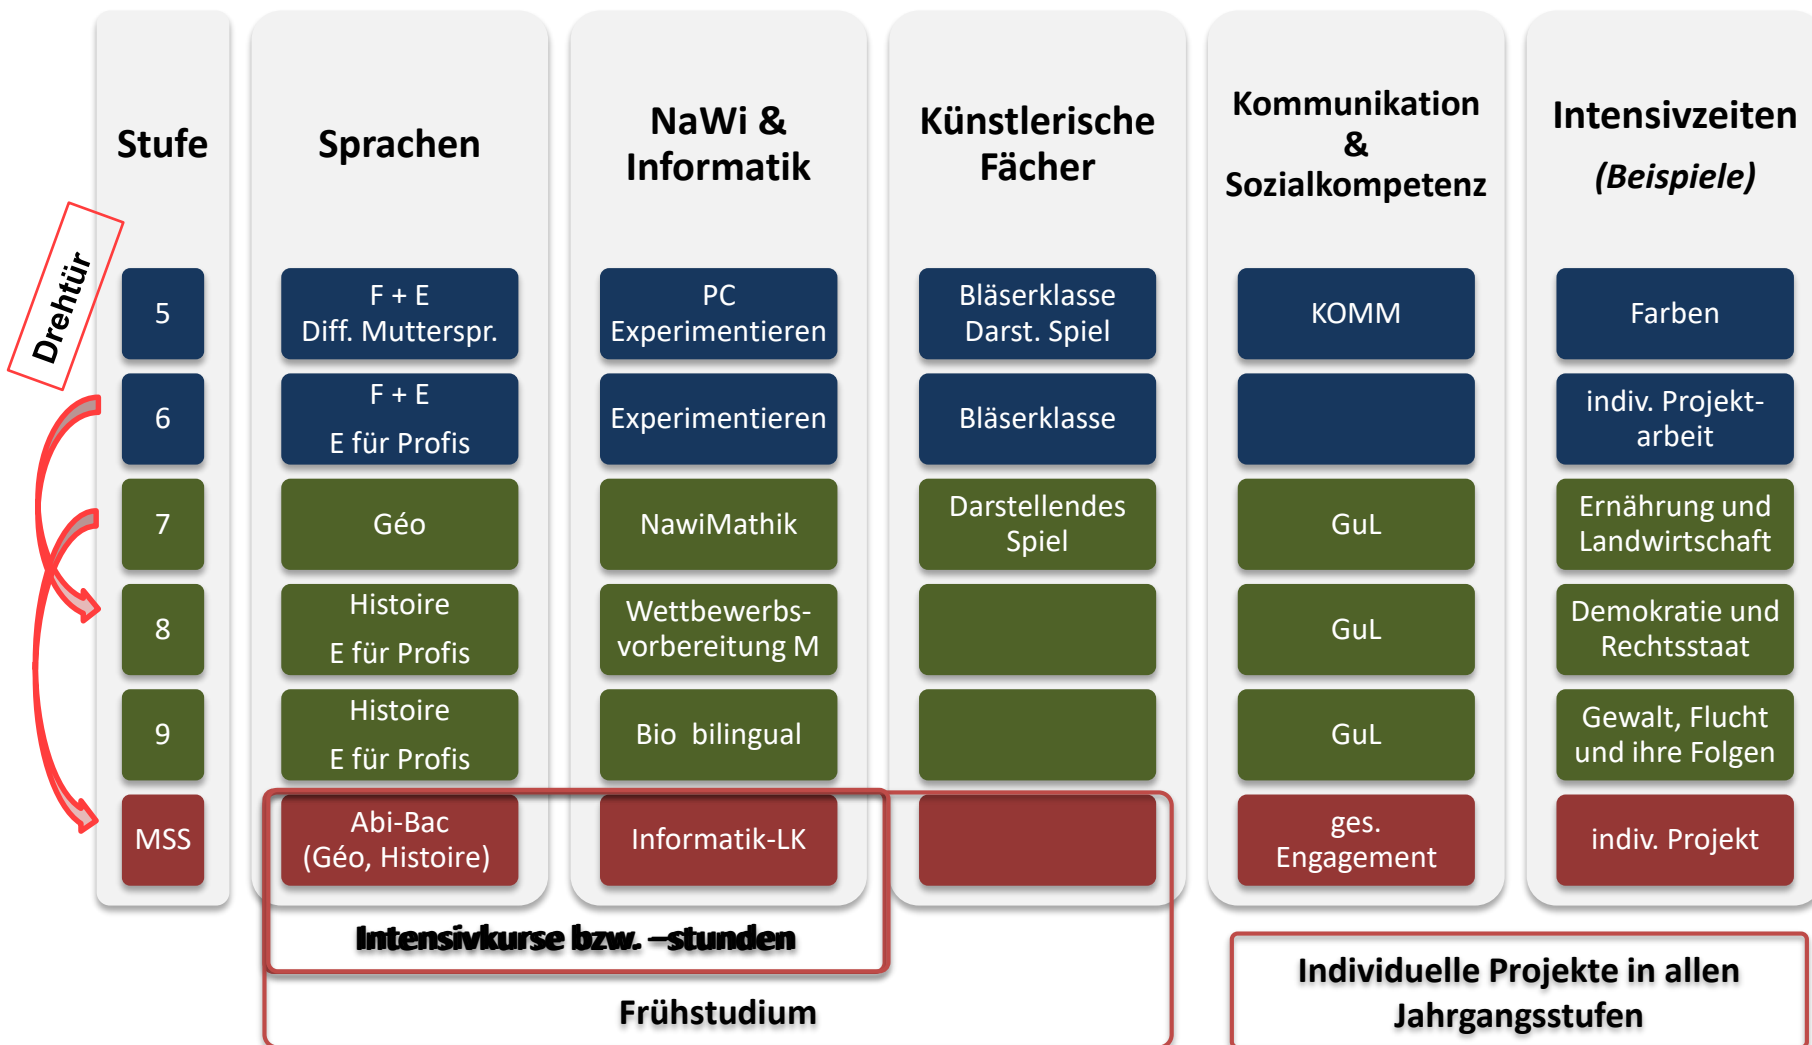 Stufe
Sprachen
NaWi &
Informatik
Künstlerische
Fächer
Kommunikation
&
Sozialkompetenz
Intensivzeiten
(Beispiele)
Drehtür
5
F + E
Diff. Mutterspr.
PC
Experimentieren
Bläserklasse
Darst. Spiel
KOMM
Farben
6
F + E
E für Profis
Experimentieren
Bläserklasse
indiv. Projekt-
arbeit
7
Géo
NawiMathik
Darstellendes
Spiel
GuL
Ernährung und
Landwirtschaft
8
Histoire
E für Profis
Wettbewerbs-
vorbereitung M
GuL
Demokratie und
Rechtsstaat
9
Histoire
E für Profis
Bio bilingual
GuL
Gewalt, Flucht
und ihre Folgen
MSS
Abi-Bac
(Géo, Histoire)
Informatik-LK
ges.
Engagement
indiv. Projekt
Intensivkurse bzw. –stunden
Frühstudium
Individuelle Projekte in allen
Jahrgangsstufen